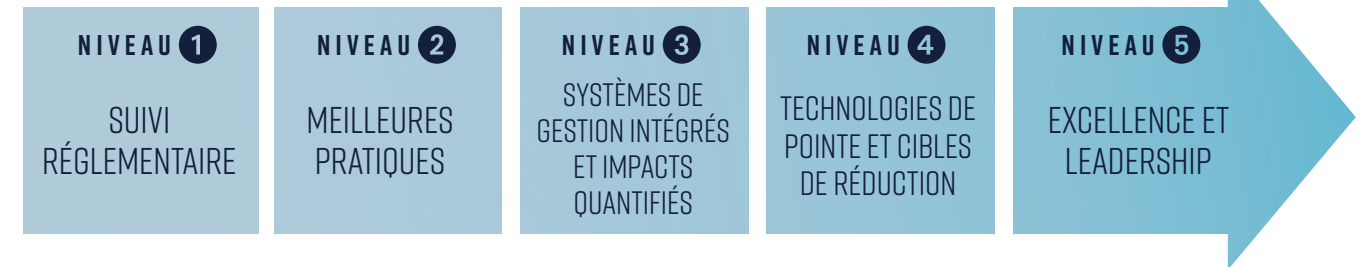 NIVEAU 1
SUIVI
RÉGLEMENTAIRE
NIVEAU 2
MEILLEURES
PRATIQUES
NIVEAU 3
SYSTÈMES DE
GESTION INTÉGRÉS
ET IMPACTS
QUANTIFIÉS
NIVEAU 4
TECHNOLOGIES DE
POINTE ET CIBLES
DE RÉDUCTION
NIVEAU 5
EXCELLENCE ET
LEADERSHIP